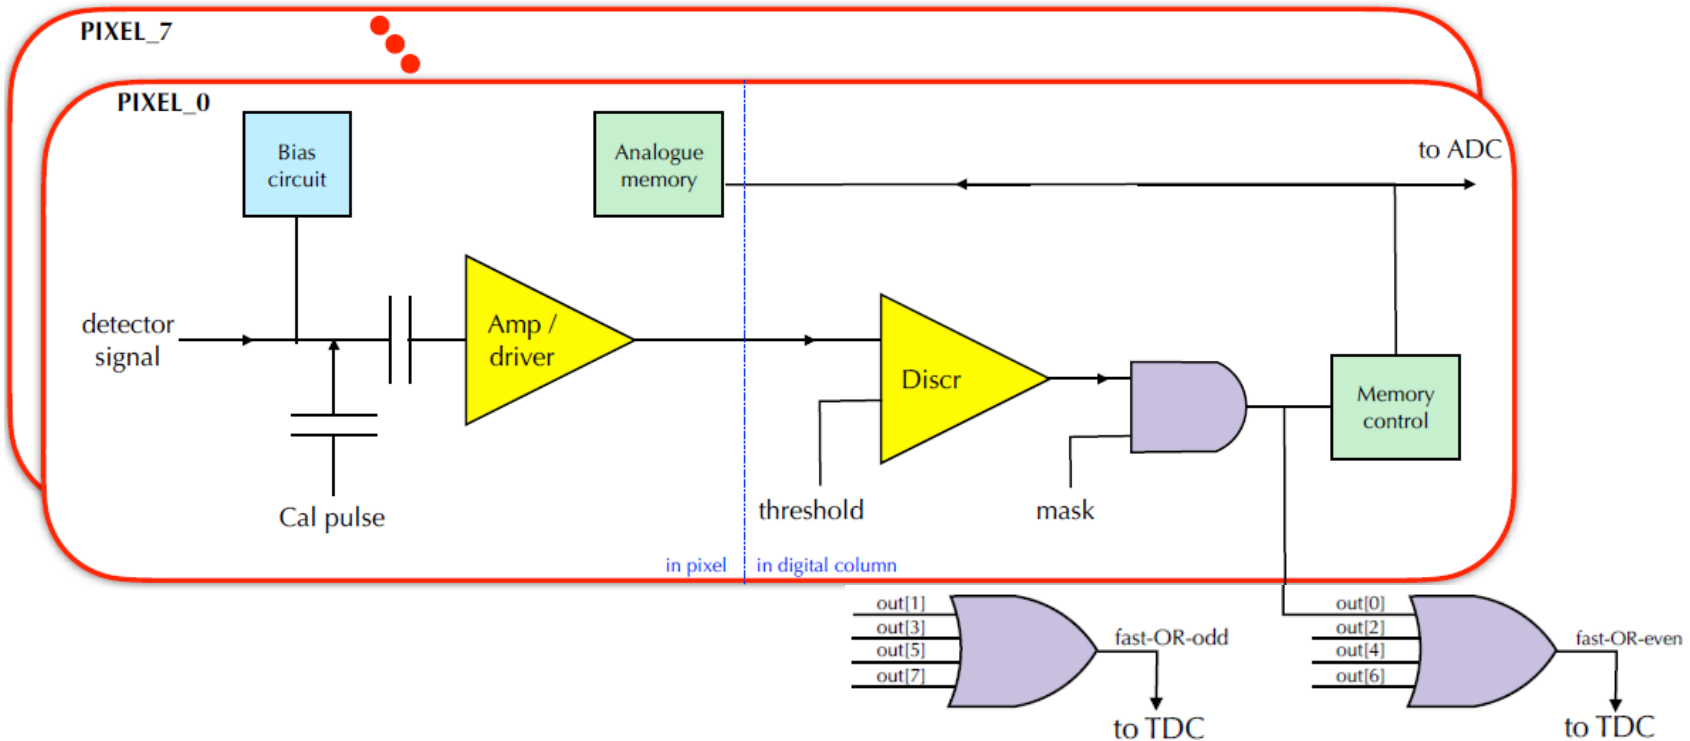 PIXEL_7
PIXEL_0
Bias
circuit
Analogue
memory
to ADC
detector
signal
Amp /
driver
Discr
Memory
control
Cal pulse
threshold
mask
in pixel
in digital column
out[1]
out[3]
out[5]
out[7]
fast-OR-odd
to TDC
out[0]
out[2]
out[4]
out[6]
fast-OR-even
to TDC